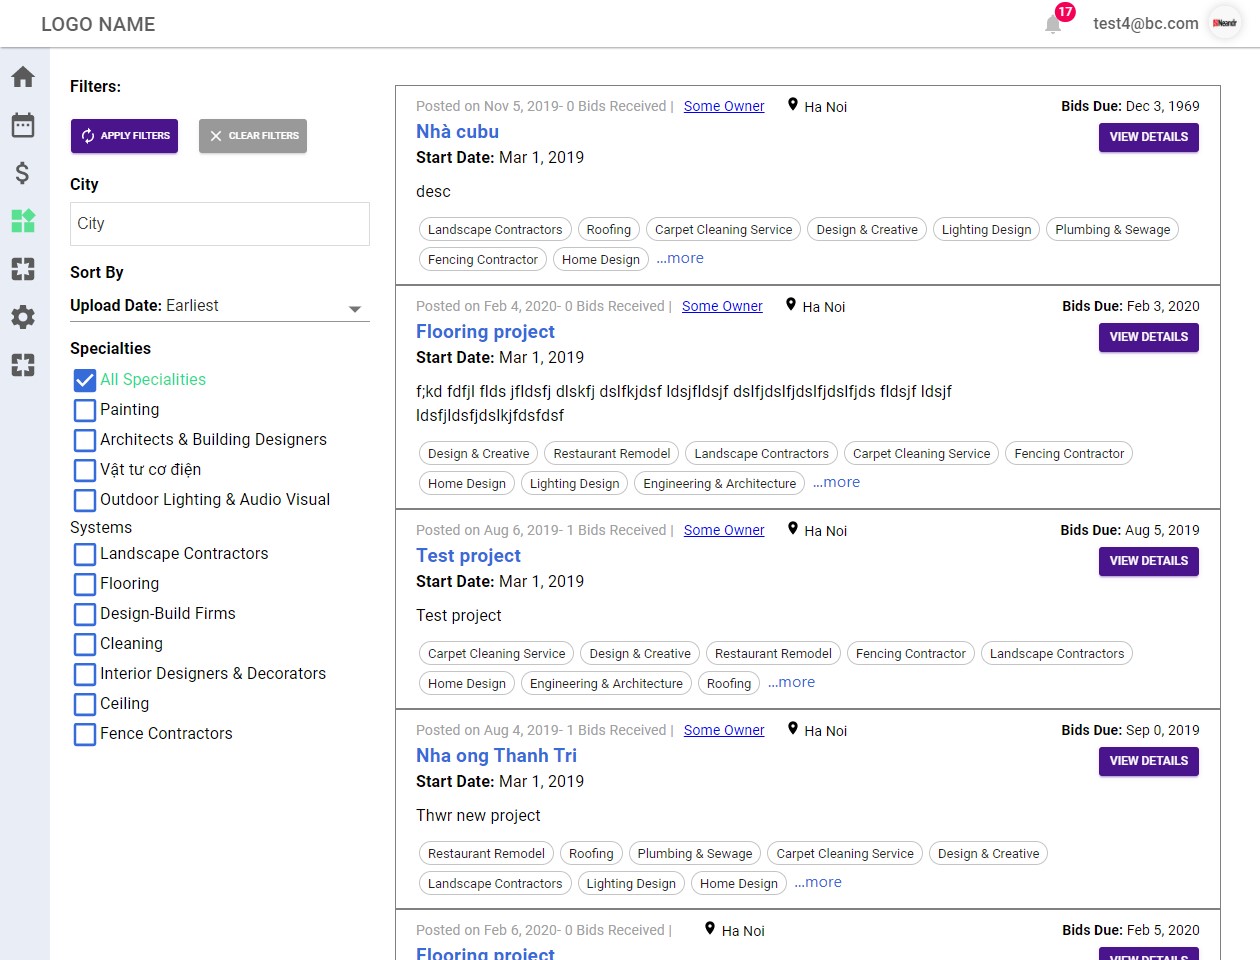 LOGO NAME
17
test4@bc.com
Neandr
Filters:
APPLY FILTERS
CLEAR FILTERS
City
City
Sort By
Upload Date: Earliest
Specialties
All Specialities
Painting
Architects & Building Designers
Vật tư cơ điện
Outdoor Lighting & Audio Visual
Systems
Landscape Contractors
Flooring
Design-Build Firms
Cleaning
Interior Designers & Decorators
Ceiling
Fence Contractors
Posted on Nov 5, 2019- 0 Bids Received | Some Owner Ha Noi Bids Due: Dec 3, 1969
Nhà cubu
VIEW DETAILS
Start Date: Mar 1, 2019
desc
Landscape Contractors Roofing Carpet Cleaning Service Design & Creative Lighting Design Plumbing & Sewage
Fencing Contractor Home Design ...more
Posted on Feb 4, 2020- 0 Bids Received | Some Owner Ha Noi Bids Due: Feb 3, 2020
Flooring project
VIEW DETAILS
Start Date: Mar 1, 2019
f;kd fdfjl flds jfldsfj dlskfj dslfkjdsf ldsjfldsjf dslfjdslfjdslfjdslfjds fldsjf ldsjf
ldsfjldsfjdslkjfdsfdsf
Design & Creative Restaurant Remodel Landscape Contractors Carpet Cleaning Service Fencing Contractor
Home Design Lighting Design Engineering & Architecture ...more
Posted on Aug 6, 2019- 1 Bids Received | Some Owner Ha Noi Bids Due: Aug 5, 2019
Test project
VIEW DETAILS
Start Date: Mar 1, 2019
Test project
Carpet Cleaning Service Design & Creative Restaurant Remodel Fencing Contractor Landscape Contractors
Home Design Engineering & Architecture Roofing ...more
Posted on Aug 4, 2019- 1 Bids Received | Some Owner Ha Noi Bids Due: Sep 0, 2019
Nha ong Thanh Tri
VIEW DETAILS
Start Date: Mar 1, 2019
Thwr new project
Restaurant Remodel Roofing Plumbing & Sewage Carpet Cleaning Service Design & Creative
Landscape Contractors Lighting Design Home Design ...more
Posted on Feb 6, 2020- 0 Bids Received | Ha Noi Bids Due: Feb 5, 2020
Flooring project
VIEW DETAILS